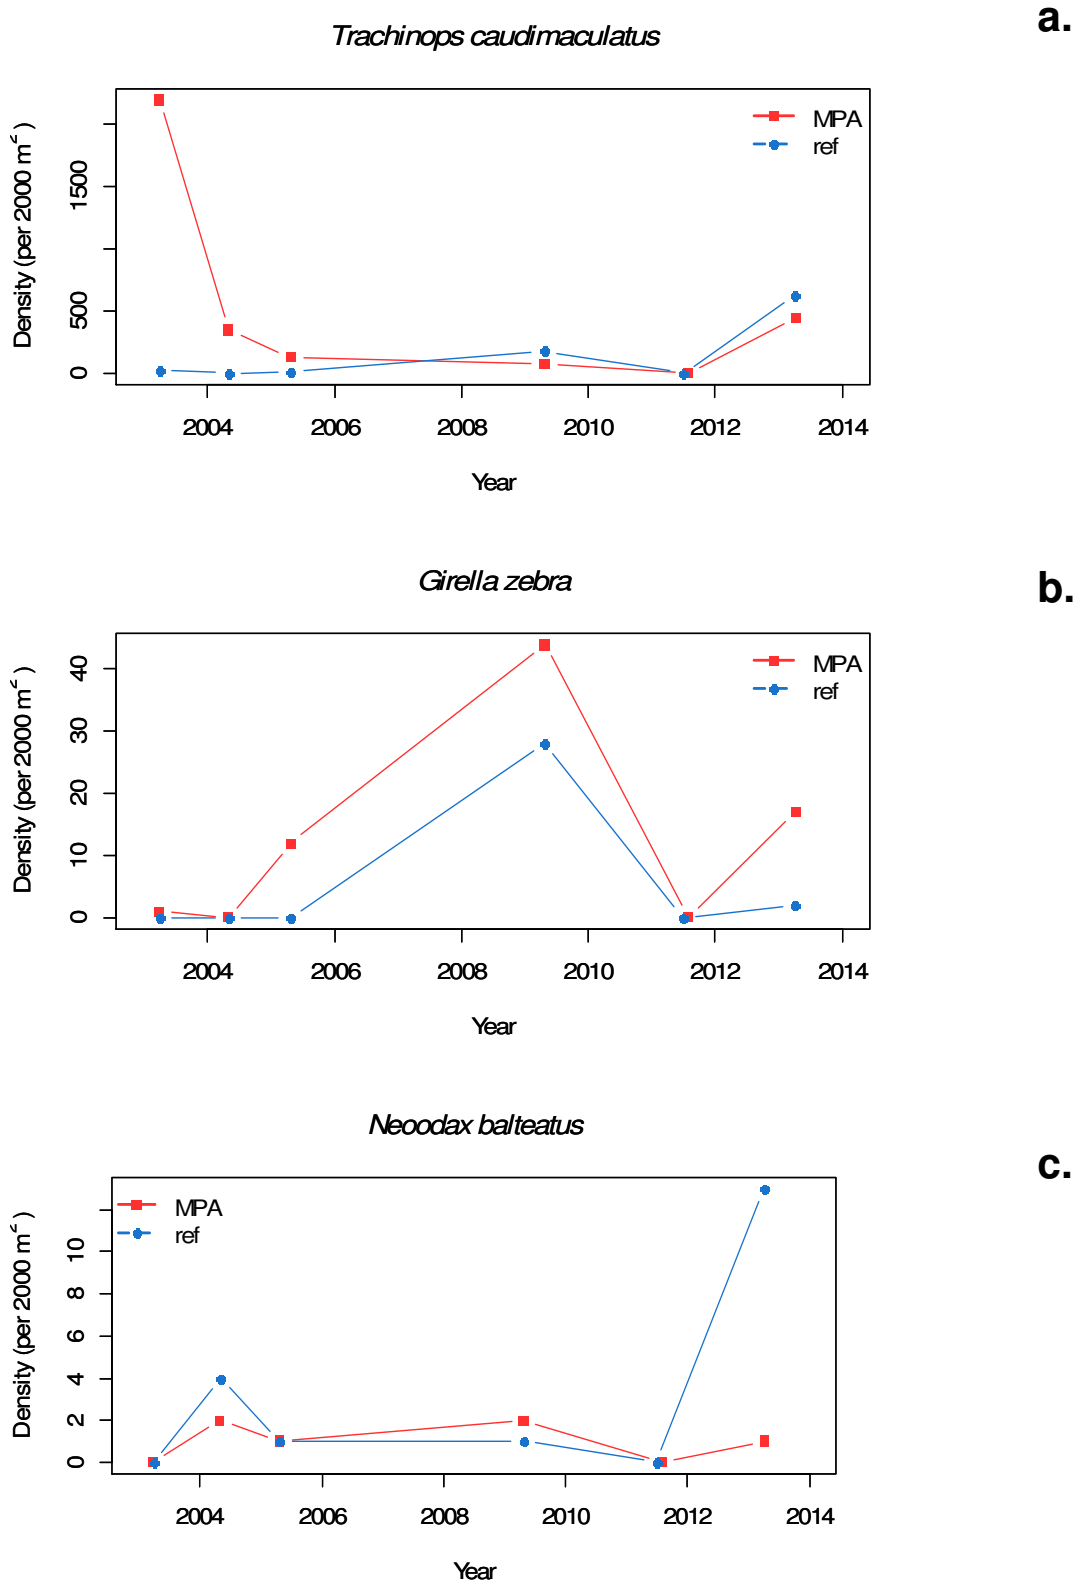 a.
Trachinops caudimaculatus
Density (per 2000 m²)
0
500
1500
MPA
ref
2004 2006 2008 2010 2012 2014
Year
b.
Girella zebra
Density (per 2000 m²)
0
10
20
30
40
MPA
ref
2004 2006 2008 2010 2012 2014
Year
Neoodax balteatus
c.
Density (per 2000 m²)
0
2
4
6
8
10
MPA
ref
2004 2006 2008 2010 2012 2014
Year